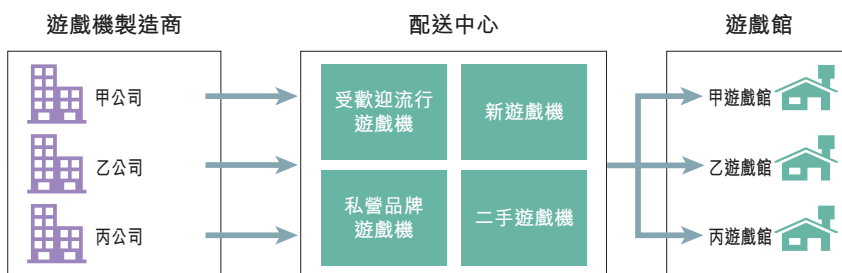 遊戲機製造商
配送中心
遊戲館
甲公司
乙公司
丙公司
受歡迎流行
遊戲機
新遊戲機
私營品牌
遊戲機
二手遊戲機
甲遊戲館
乙遊戲館
丙遊戲館